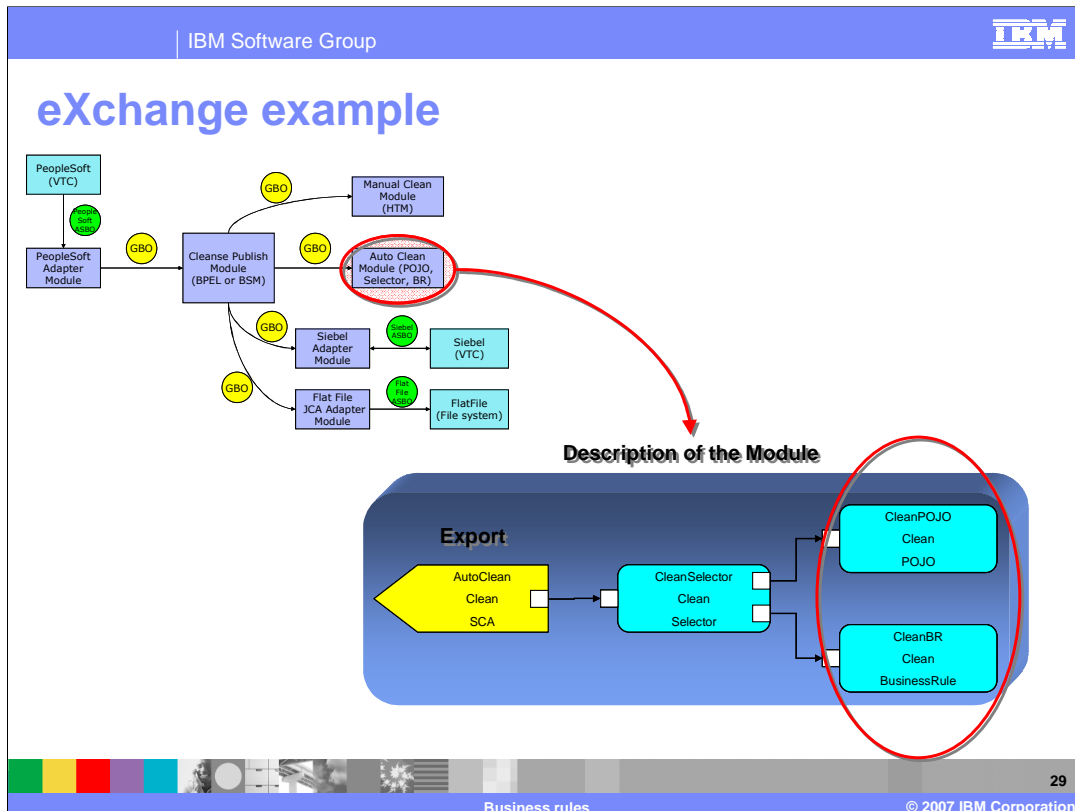 IBM Software Group
IBM
eXchange example
PeopleSoft
(VTC)
People
Soft
ASBO
PeopleSoft
Adapter
Module
GBO
Cleanse Publish
Module
(BPEL or BSM)
GBO
Manual Clean
Module
(HTM)
GBO
Auto Clean
Module (POJO,
Selector, BR)
GBO
Siebel
Adapter
Module
Siebel
ASBO
Siebel
(VTC)
GBO
Flat File
JCA Adapter
Module
Flat
File
ASBO
FlatFile
(File system)
Description of the Module
Export
AutoClean
Clean
SCA
CleanSelector
Clean
Selector
CleanPOJO
Clean
POJO
CleanBR
Clean
BusinessRule
29
Business rules
© 2007 IBM Corporation